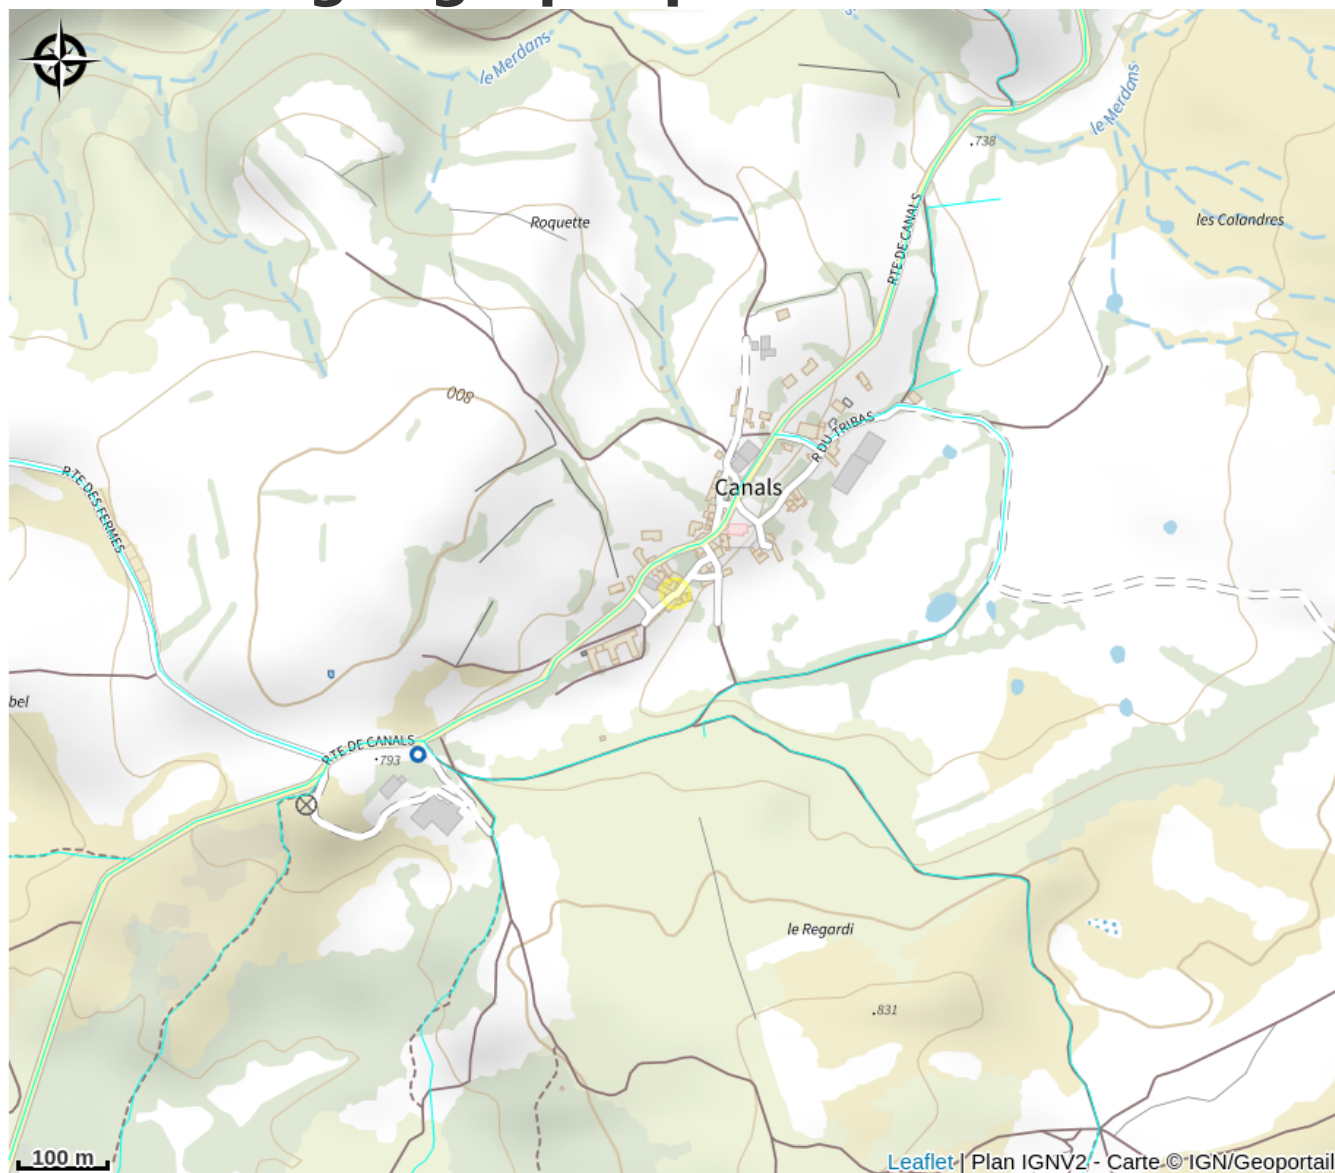 le Merdans
le Merdans
738
RTE DE CANALS
Roquette
les Calandres
800
R DU TRIBAS
RTE DES FERMES
Canals
bel
RTE DE CANALS
793
le Regardi
831
100 m
Leaflet | Plan IGNV2 - Carte © IGN/Geoportail